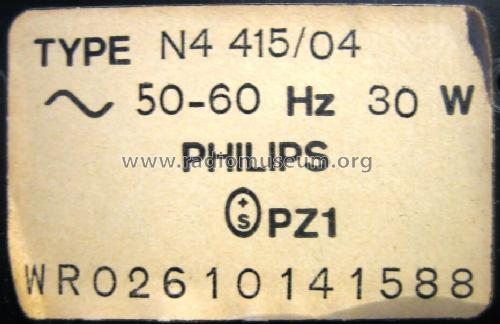 TYPE N4 415/04
50-60 Hz 30 W
www.radiomuseum.org
PHILIPS
+
S PZ1
WR02610141588